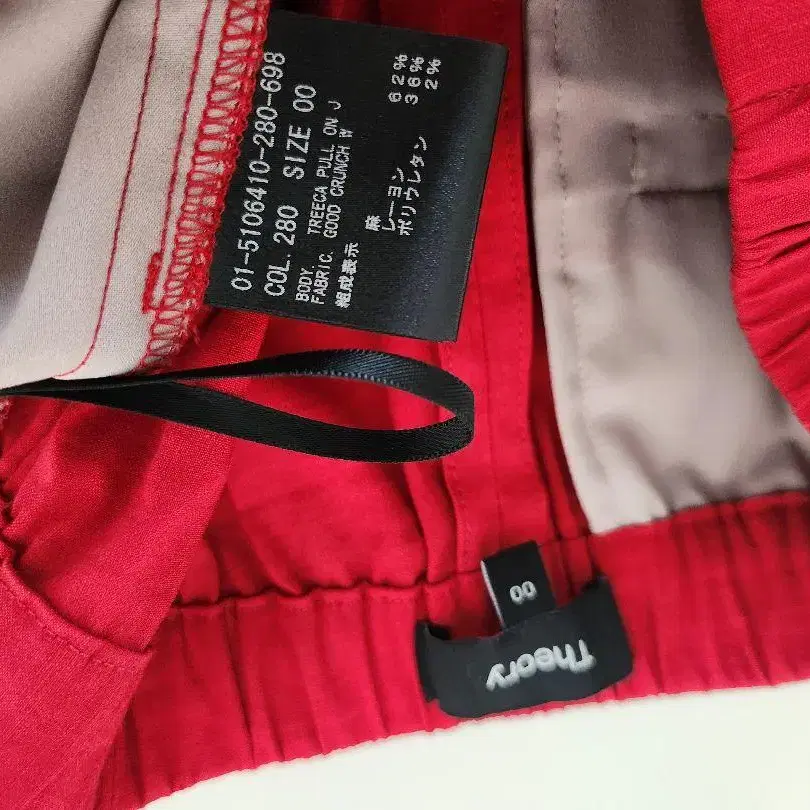 01-5106410-280-698
COL. 280 SIZE 00
BODY. TREECA PULL ON J
FABRIC. GOOD CRUNCH W
組成表示
麻 62%
レーヨン 36%
ポリウレタン 2%
00
Theory